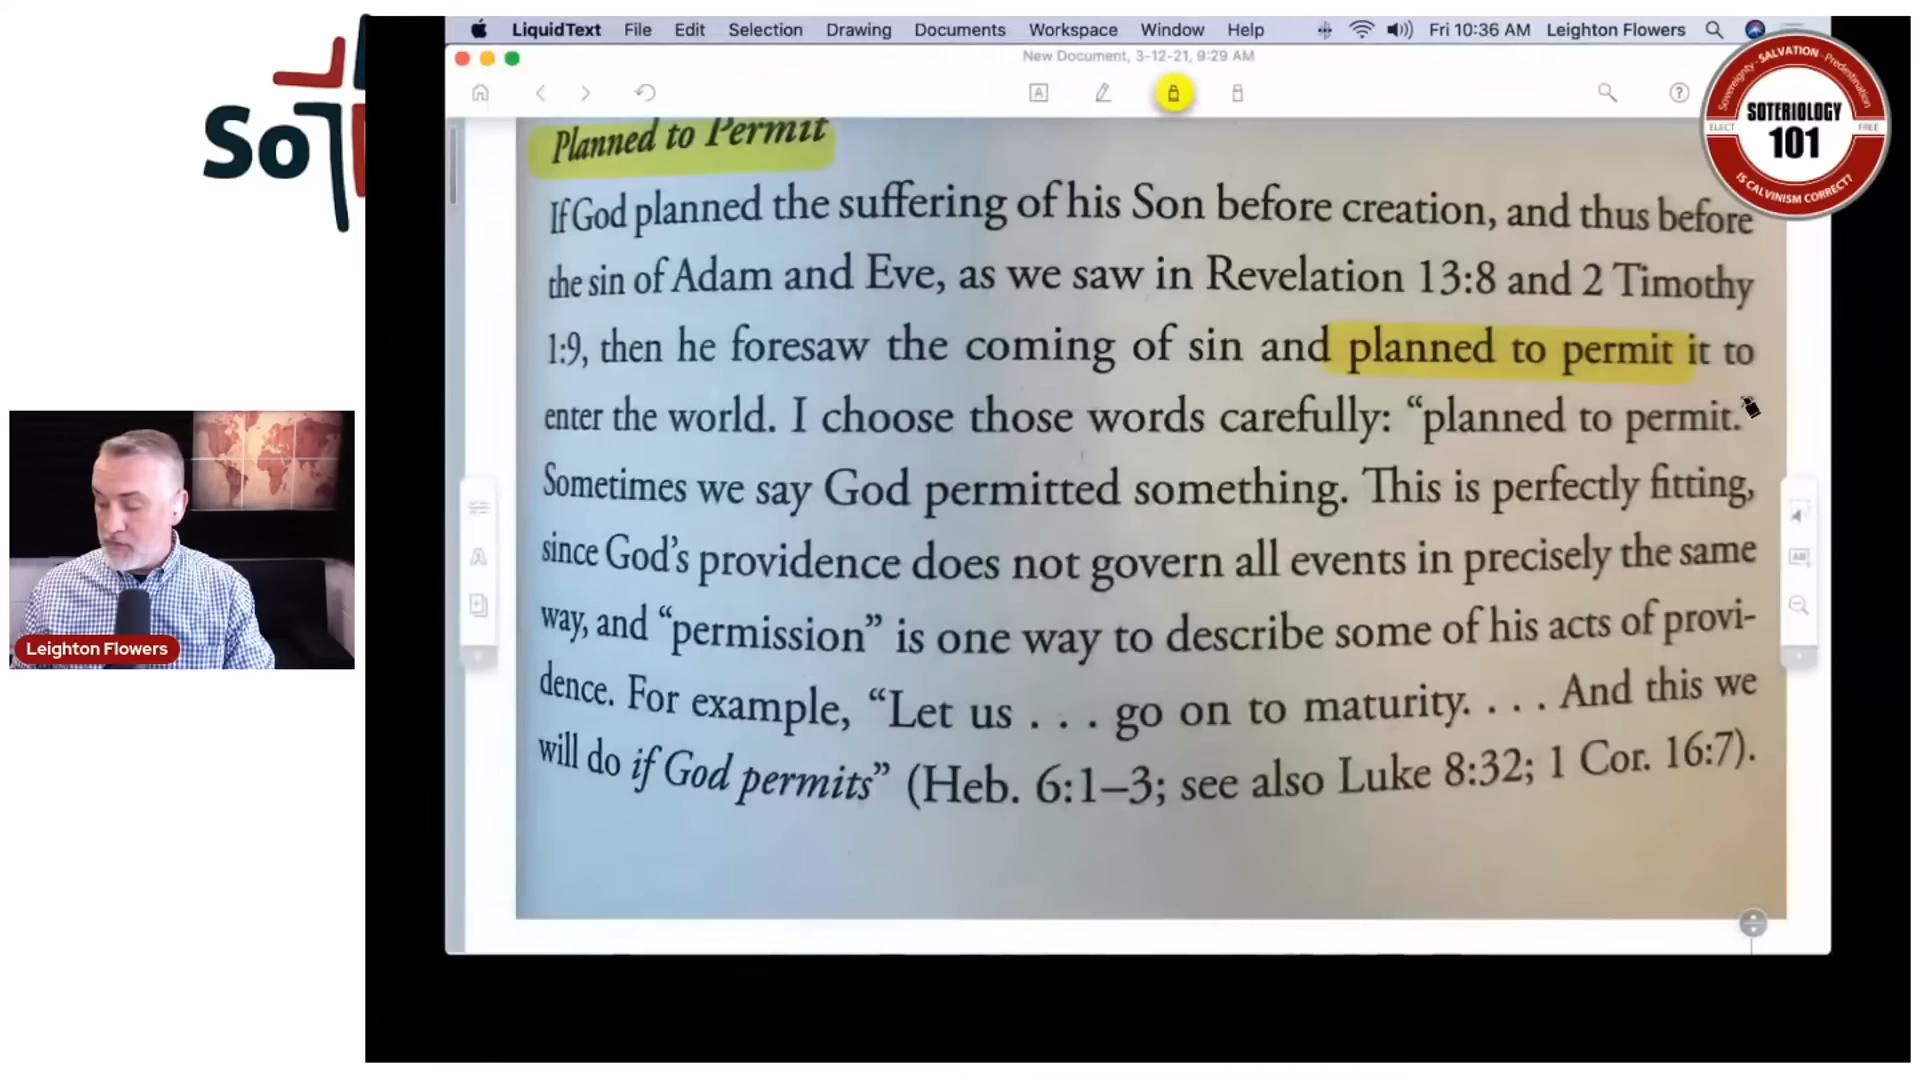 LiquidText File Edit Selection Drawing Documents Workspace Window Help Fri 10:36 AM Leighton Flowers
New Document, 3-12-21, 9:29 AM
Sovereignty - SALVATION - Predestination
ELECT SOTERIOLOGY FREE
101
IS CALVINISM CORRECT?
So
Planned to Permit
If God planned the suffering of his Son before creation, and thus before
the sin of Adam and Eve, as we saw in Revelation 13:8 and 2 Timothy
1:9, then he foresaw the coming of sin and planned to permit it to
enter the world. I choose those words carefully: “planned to permit.”
Sometimes we say God permitted something. This is perfectly fitting,
since God’s providence does not govern all events in precisely the same
way, and “permission” is one way to describe some of his acts of provi-
dence. For example, “Let us . . . go on to maturity. . . . And this we
will do if God permits” (Heb. 6:1–3; see also Luke 8:32; 1 Cor. 16:7).
Leighton Flowers